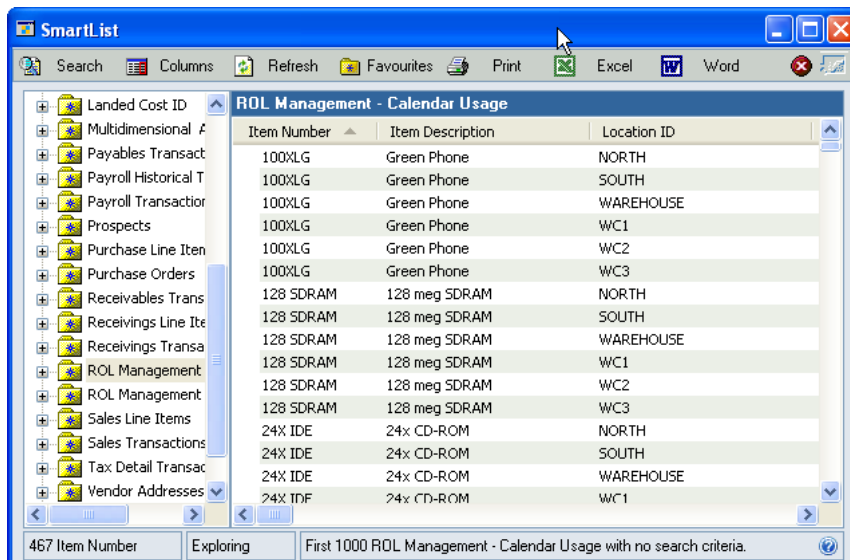 SmartList
Search Columns Refresh Favourites Print Excel Word
Landed Cost ID
Multidimensional A
Payables Transact
Payroll Historical T
Payroll Transaction
Prospects
Purchase Line Iten
Purchase Orders
Receivables Trans
Receivings Line Ite
Receivings Transa
ROL Management
ROL Management
Sales Line Items
Sales Transactions
Tax Detail Transac
Vendor Addresses
ROL Management - Calendar Usage
Item Number Item Description Location ID
100XLG Green Phone NORTH
100XLG Green Phone SOUTH
100XLG Green Phone WAREHOUSE
100XLG Green Phone WC1
100XLG Green Phone WC2
100XLG Green Phone WC3
128 SDRAM 128 meg SDRAM NORTH
128 SDRAM 128 meg SDRAM SOUTH
128 SDRAM 128 meg SDRAM WAREHOUSE
128 SDRAM 128 meg SDRAM WC1
128 SDRAM 128 meg SDRAM WC2
128 SDRAM 128 meg SDRAM WC3
24X IDE 24x CD-ROM NORTH
24X IDE 24x CD-ROM SOUTH
24X IDE 24x CD-ROM WAREHOUSE
24X IDE 24x CD-ROM WC1
467 Item Number Exploring First 1000 ROL Management - Calendar Usage with no search criteria.